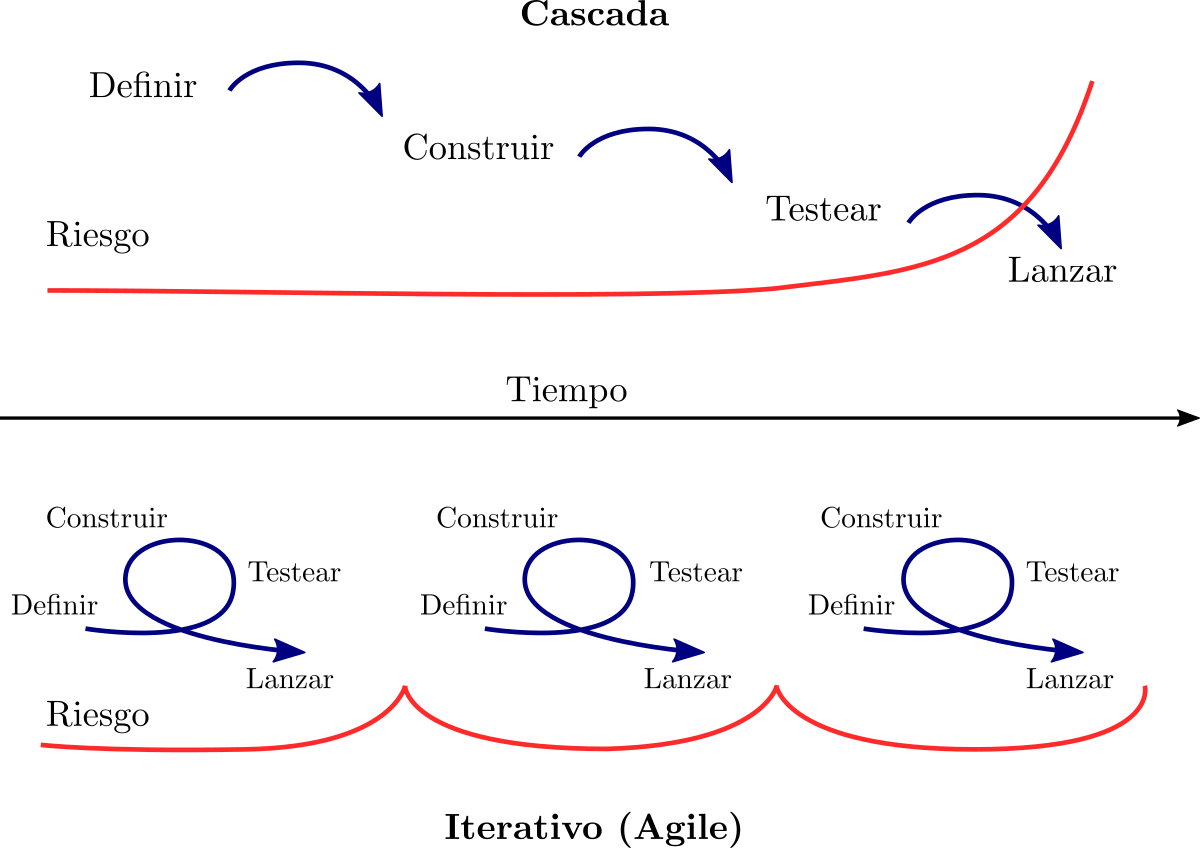 Cascada
Definir
Construir
Testear
Riesgo
Lanzar
Tiempo
Construir
Testear
Definir
Lanzar
Construir
Testear
Definir
Lanzar
Construir
Testear
Definir
Lanzar
Riesgo
Iterativo (Agile)